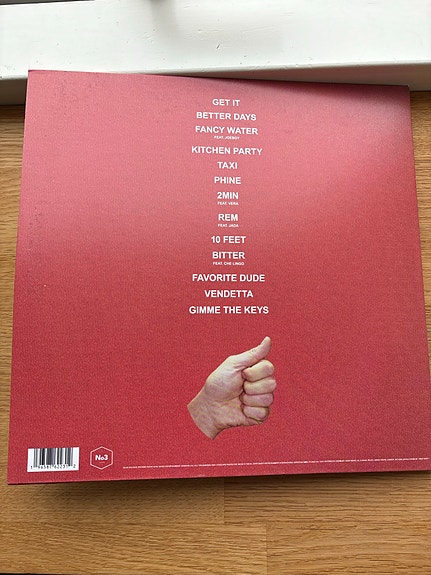 GET IT
BETTER DAYS
FANCY WATER
FEAT. JOEBOY
KITCHEN PARTY
TAXI
PHINE
2MIN
FEAT. VERA
REM
FEAT. JADA
10 FEET
BITTER
FEAT. CHE LINGO
FAVORITE DUDE
VENDETTA
GIMME THE KEYS
No3